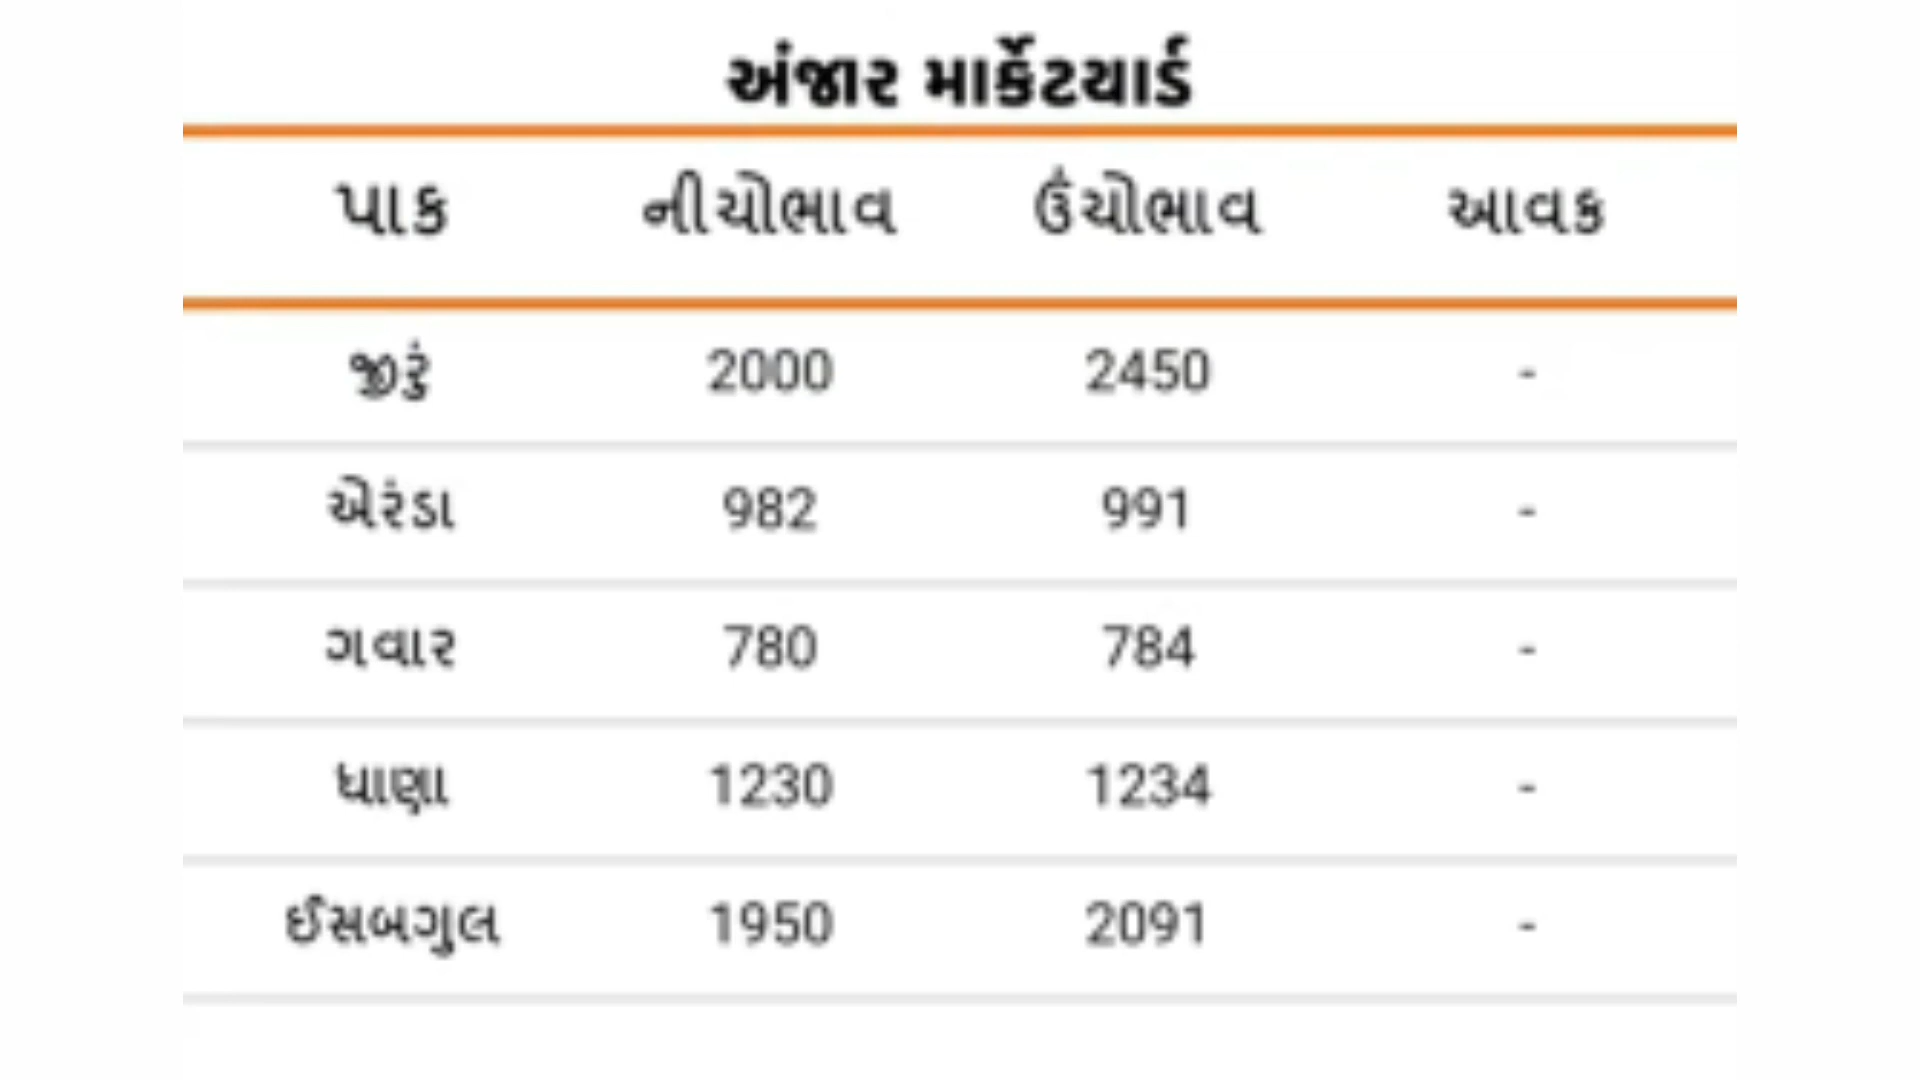 અંજાર માર્કેટયાર્ડ
પાક નીચોભાવ ઉંચોભાવ આવક
જીરું 2000 2450 -
એરંડા 982 991 -
ગવાર 780 784 -
ધાણા 1230 1234 -
ઈસબગુલ 1950 2091 -